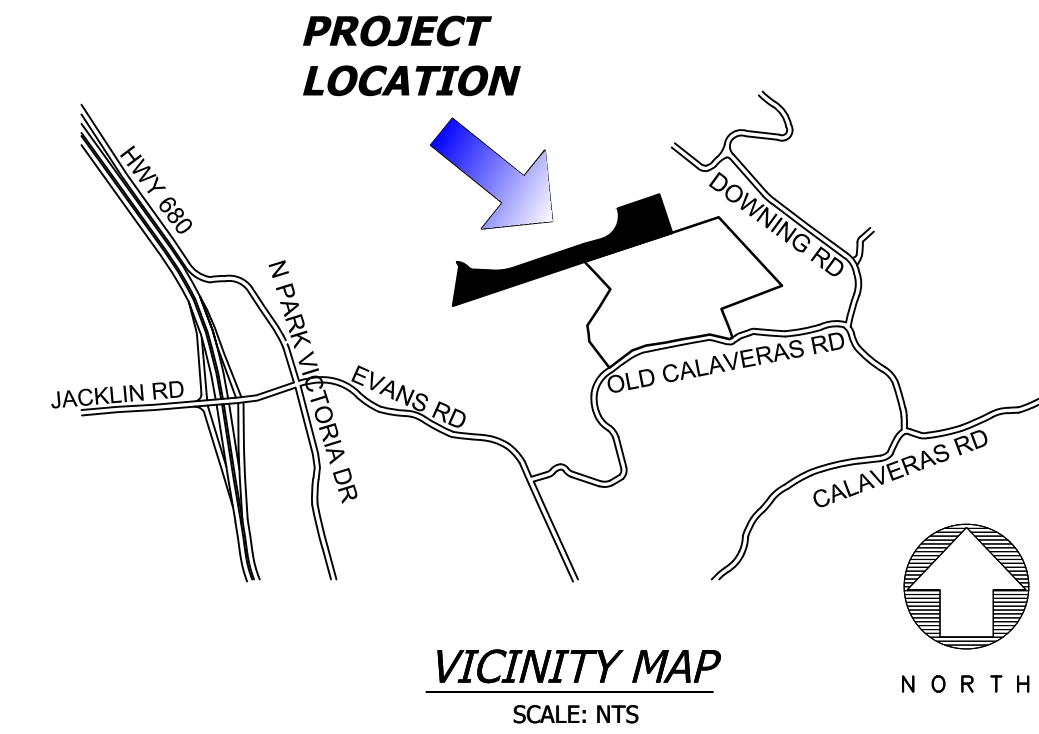 PROJECT
LOCATION
HWY 680
DOWNING RD
N PARK VICTORIA DR
OLD CALAVERAS RD
JACKLIN RD
EVANS RD
CALAVERAS RD
VICINITY MAP
SCALE: NTS
NORTH